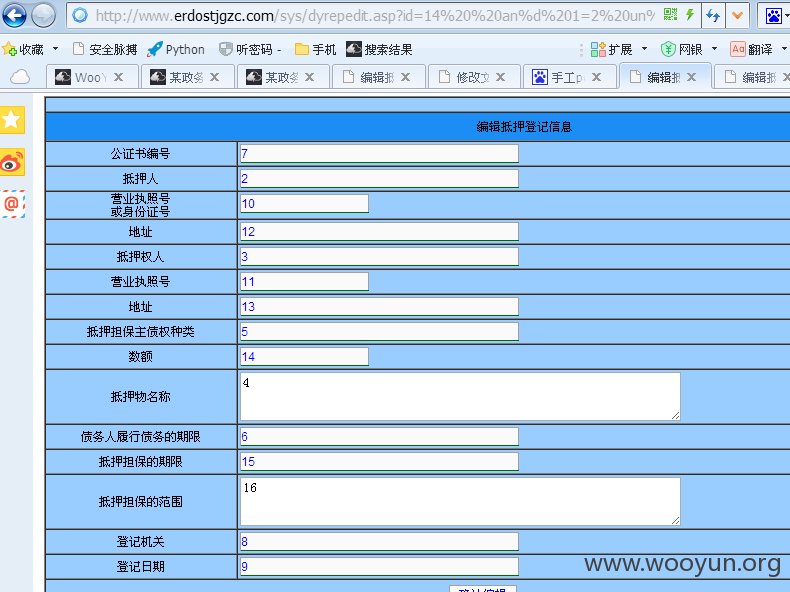 http://www.erdostjgzc.com/sys/dyrepedit.asp?id=14%20%20an%d%201=2%20un%
收藏 安全脉搏 Python 听密码 - 手机 搜索结果 扩展 网银 Aa 翻译
Woo 某政务 某政务 编辑抵 修改文 手工p 编辑抵 编辑抵
编辑抵押登记信息
公证书编号 7
抵押人 2
营业执照号
或身份证号 10
地址 12
抵押权人 3
营业执照号 11
地址 13
抵押担保主债权种类 5
数额 14
抵押物名称 4
债务人履行债务的期限 6
抵押担保的期限 15
抵押担保的范围 16
登记机关 8
登记日期 9
www.wooyun.org